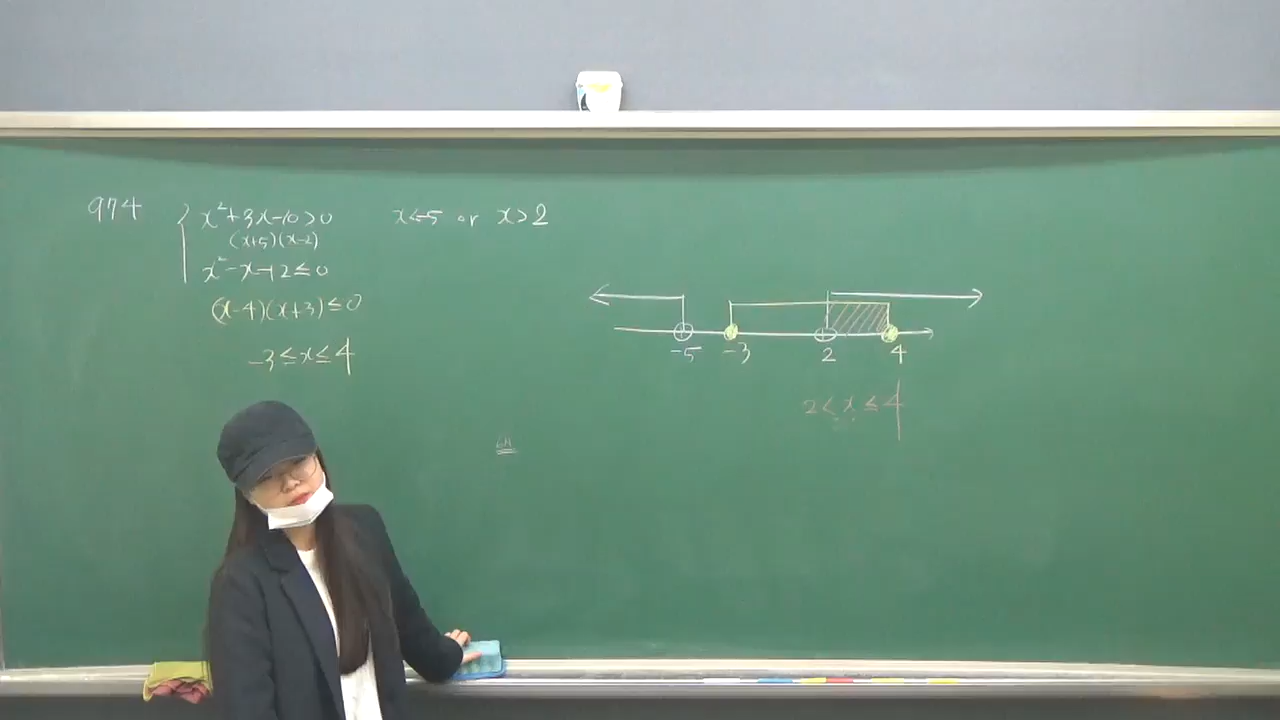 974
x²+3x-10>0 x<-5 or x>2
(x+5)(x-2)
x²-x-12≤0
(x-4)(x+3)≤0
-3≤x≤4
-5 -3 2 4
2<x≤4